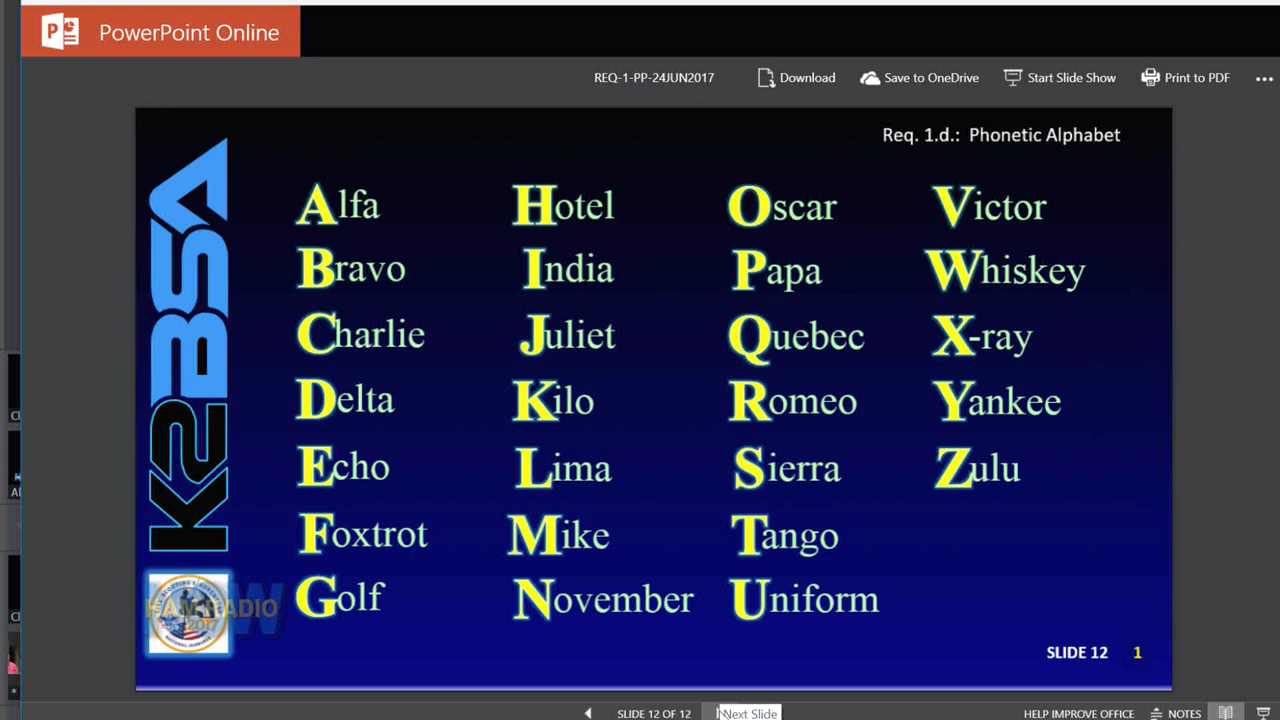 PowerPoint Online
REQ-1-PP-24JUN2017 Download Save to OneDrive Start Slide Show Print to PDF ...
Req. 1.d.: Phonetic Alphabet
K2BSA
Alfa
Bravo
Charlie
Delta
Echo
Foxtrot
Golf
Hotel
India
Juliet
Kilo
Lima
Mike
November
Oscar
Papa
Quebec
Romeo
Sierra
Tango
Uniform
Victor
Whiskey
X-ray
Yankee
Zulu
HAM RADIO
2017
SLIDE 12 1
SLIDE 12 OF 12 Next Slide HELP IMPROVE OFFICE NOTES